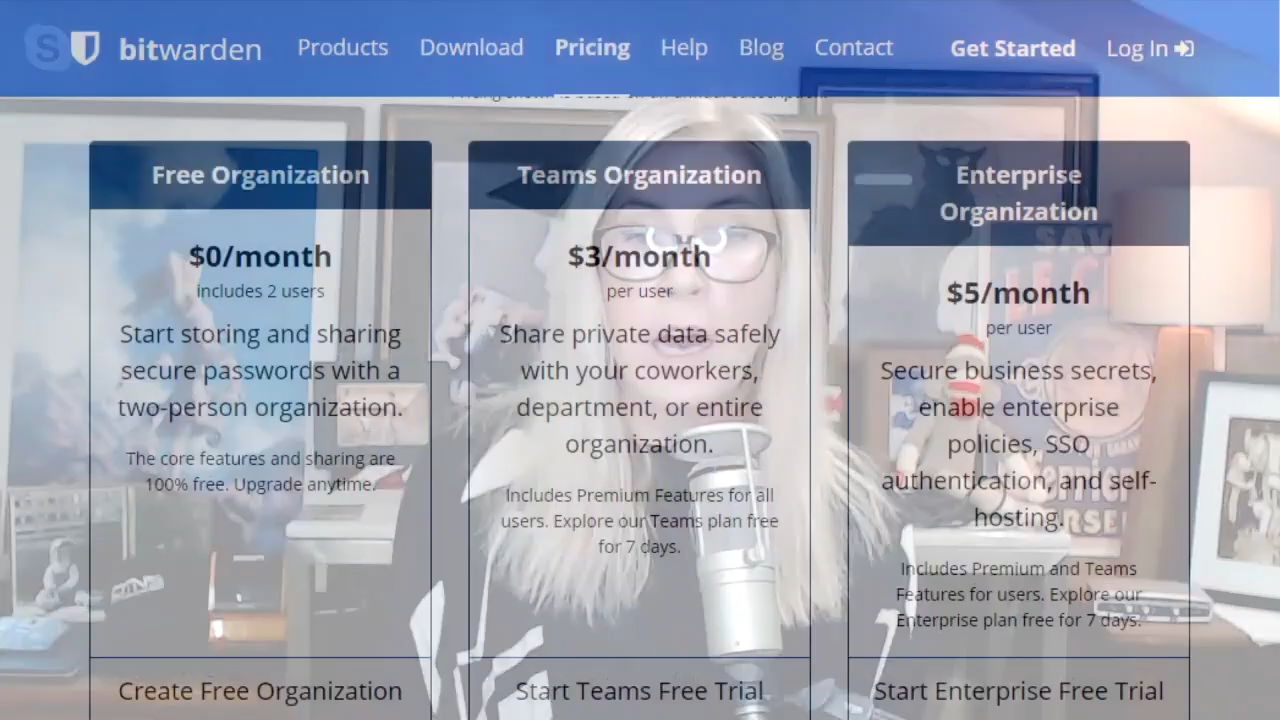 bitwarden Products Download Pricing Help Blog Contact Get Started Log In
Free Organization
$0/month
includes 2 users
Start storing and sharing
secure passwords with a
two-person organization.
The core features and sharing are
100% free. Upgrade anytime.
Create Free Organization
Teams Organization
$3/month
per user
Share private data safely
with your coworkers,
department, or entire
organization.
Includes Premium Features for all
users. Explore our Teams plan free
for 7 days.
Start Teams Free Trial
Enterprise
Organization
$5/month
per user
Secure business secrets,
enable enterprise
policies, SSO
authentication, and self-
hosting.
Includes Premium and Teams
Features for users. Explore our
Enterprise plan free for 7 days.
Start Enterprise Free Trial